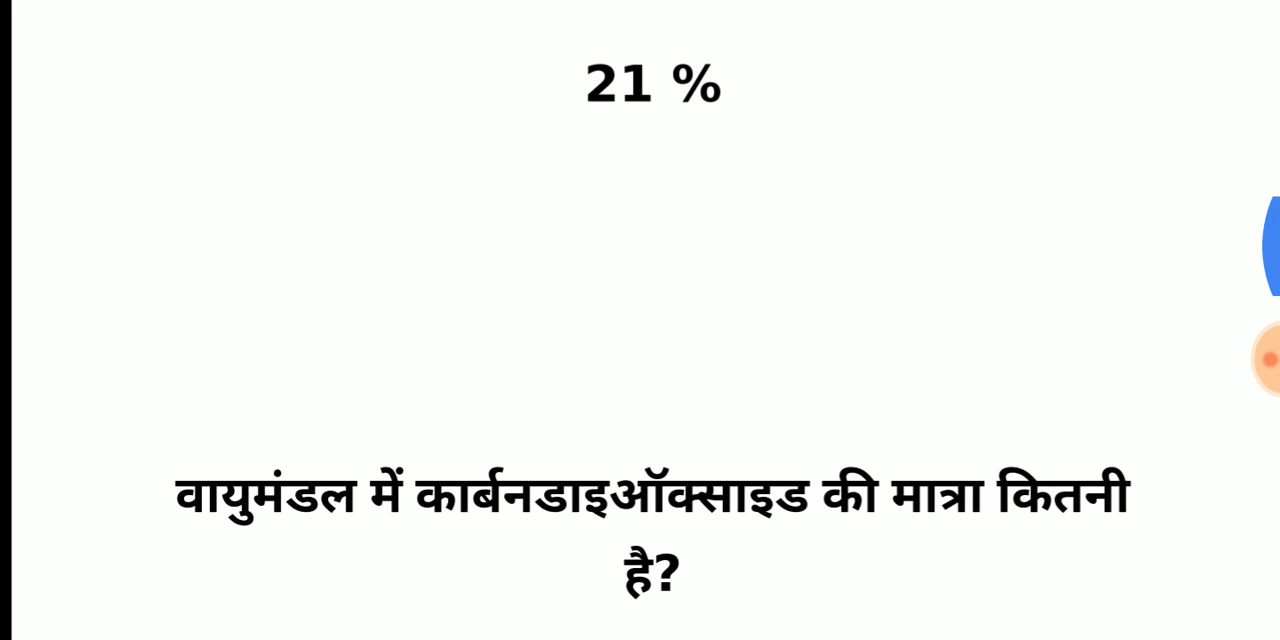 21 %
वायुमंडल में कार्बनडाइऑक्साइड की मात्रा कितनी
है?